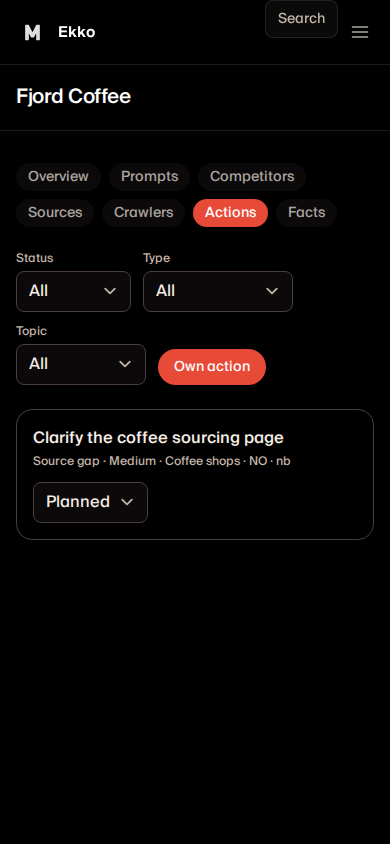 Ekko
Search
Fjord Coffee
Overview Prompts Competitors
Sources Crawlers Actions Facts
Status Type
All All
Topic
All Own action
Clarify the coffee sourcing page
Source gap · Medium · Coffee shops · NO · nb
Planned